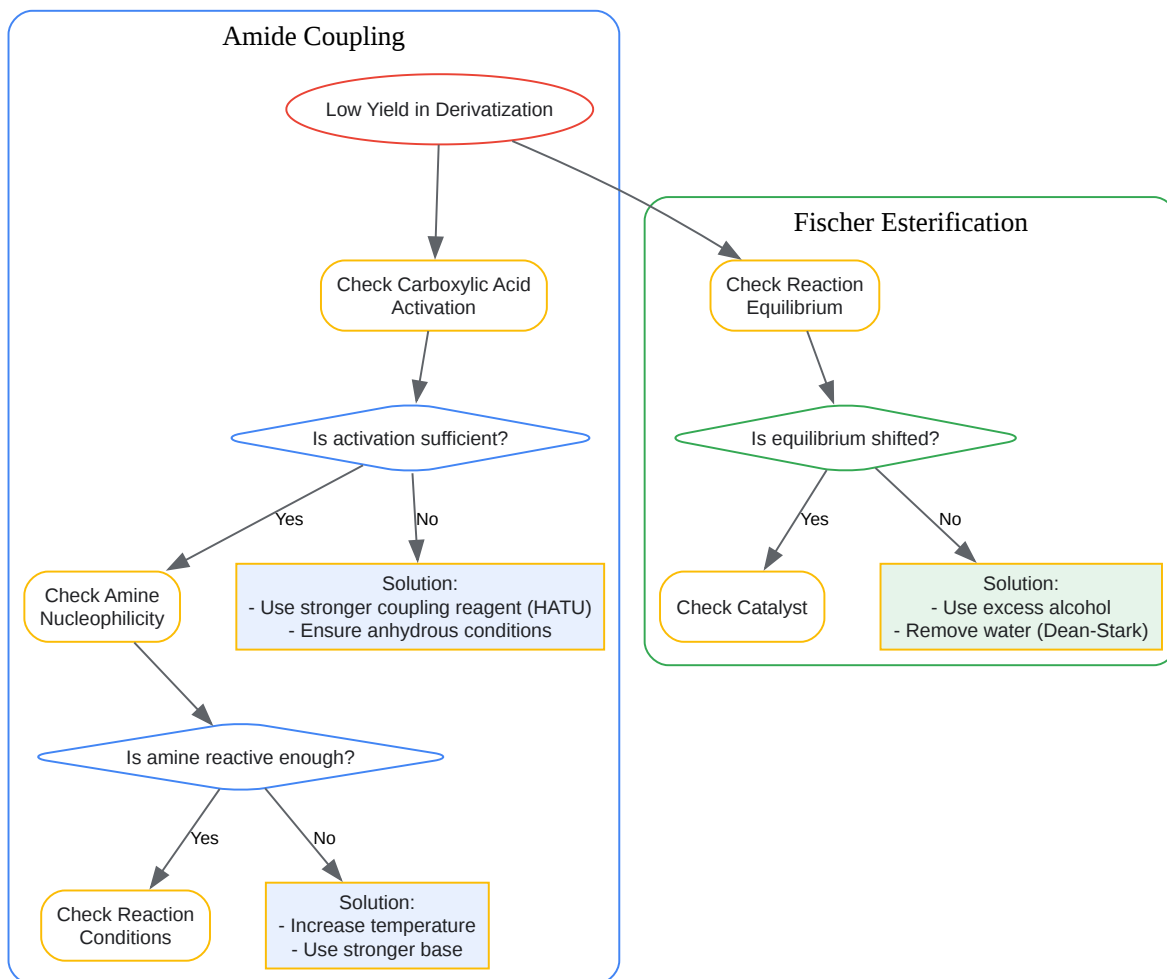 Amide Coupling
Low Yield in Derivatization
Fischer Esterification
Check Carboxylic Acid
Activation
Check Reaction
Equilibrium
Is activation sufficient?
Is equilibrium shifted?
Yes
No
Yes
No
Check Amine
Nucleophilicity
Solution:
- Use stronger coupling reagent (HATU)
- Ensure anhydrous conditions
Check Catalyst
Solution:
- Use excess alcohol
- Remove water (Dean-Stark)
Is amine reactive enough?
Yes
No
Check Reaction
Conditions
Solution:
- Increase temperature
- Use stronger base